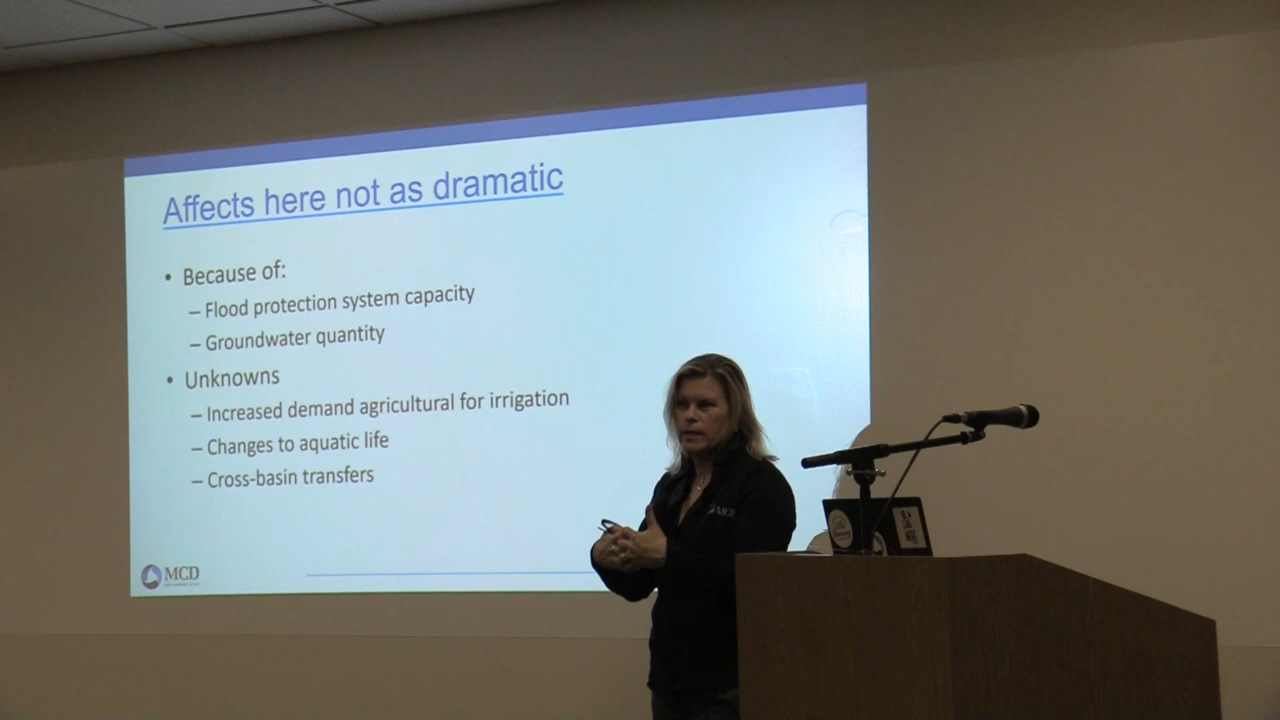 Affects here not as dramatic
• Because of:
– Flood protection system capacity
– Groundwater quantity
• Unknowns
– Increased demand agricultural for irrigation
– Changes to aquatic life
– Cross-basin transfers
MCD